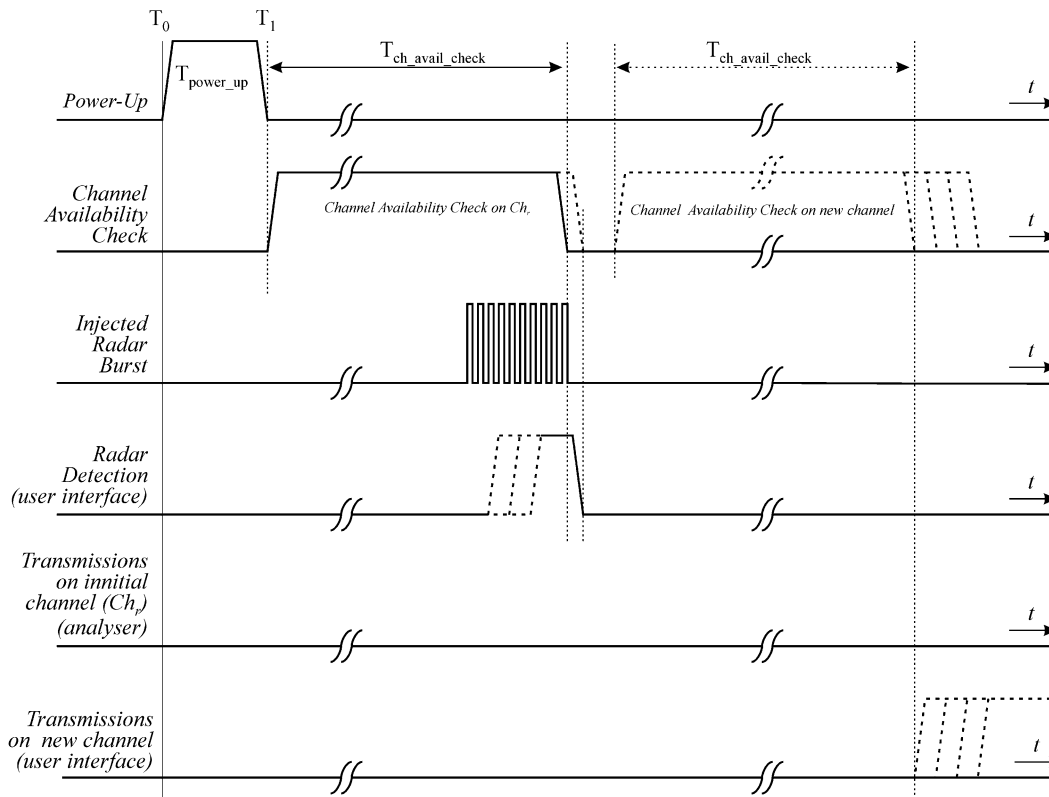 T0 T1
Tch_avail_check Tch_avail_check
Tpower_up
Power-Up
t
Channel
Availability
Check
Channel Availability Check on Chr
Channel Availability Check on new channel
t
Injected
Radar
Burst
t
Radar
Detection
(user interface)
t
Transmissions
on innitial
channel (Chr)
(analyser)
t
Transmissions
on new channel
(user interface)
t